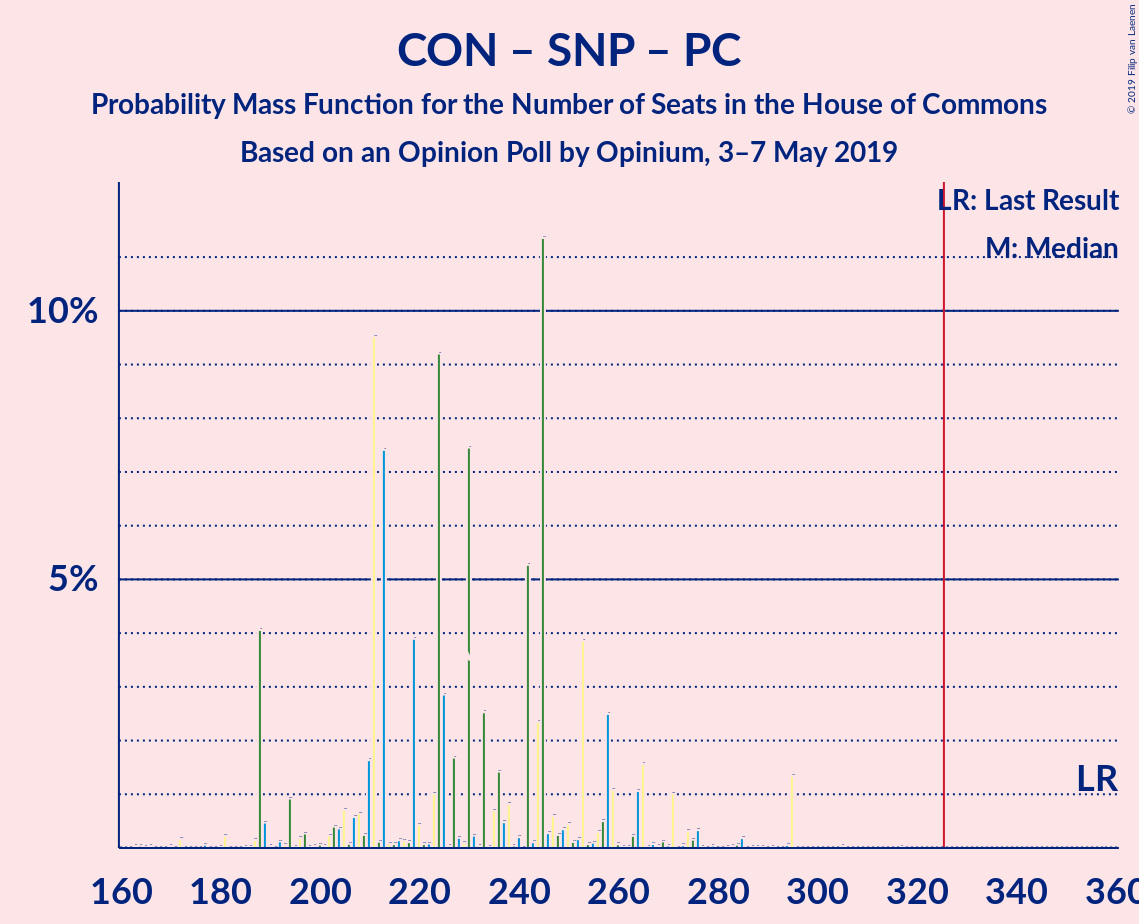 CON – SNP – PC
Probability Mass Function for the Number of Seats in the House of Commons
Based on an Opinion Poll by Opinium, 3–7 May 2019
© 2019 Filip van Laenen
LR: Last Result
M: Median
10%
5%
LR
160 180 200 220 240 260 280 300 320 340 360